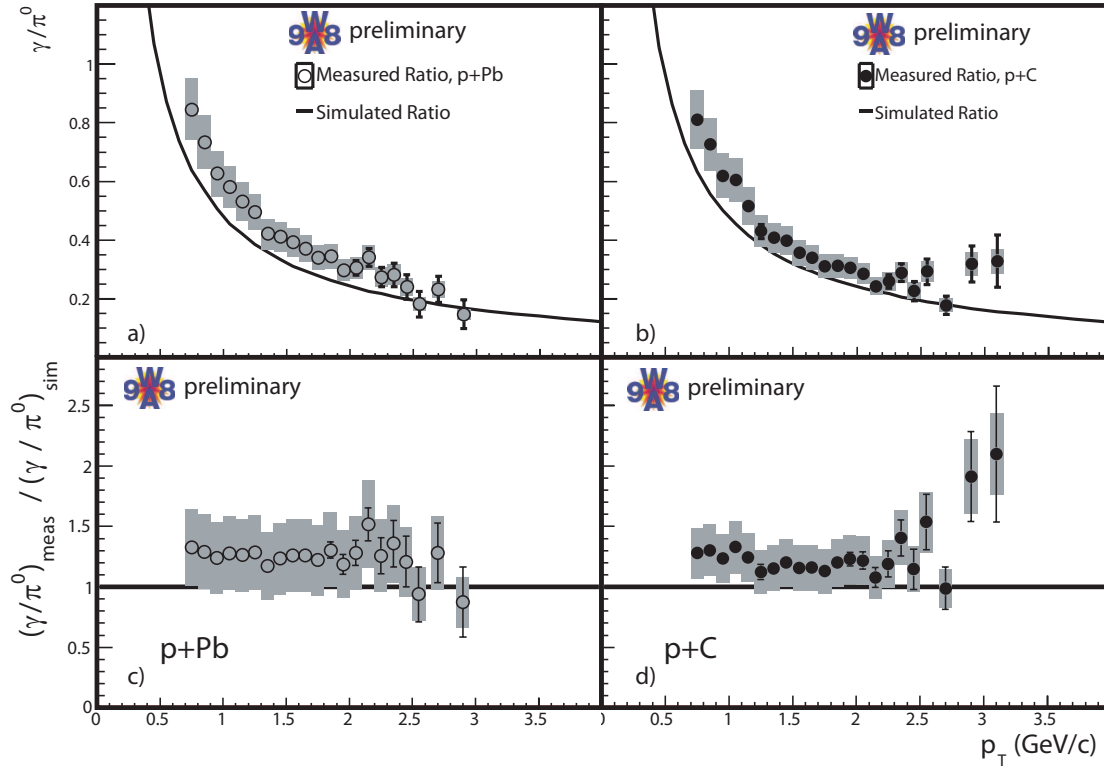 γ/π⁰
WA98 preliminary
Measured Ratio, p+Pb
Simulated Ratio
1
0.8
0.6
0.4
0.2
a)
WA98 preliminary
Measured Ratio, p+C
Simulated Ratio
b)
(γ/π⁰)meas / (γ/π⁰)sim
WA98 preliminary
2.5
2
1.5
1
0.5
0
p+Pb
c)
WA98 preliminary
p+C
d)
0 0.5 1 1.5 2 2.5 3 3.5 0 0.5 1 1.5 2 2.5 3 3.5
pT (GeV/c)